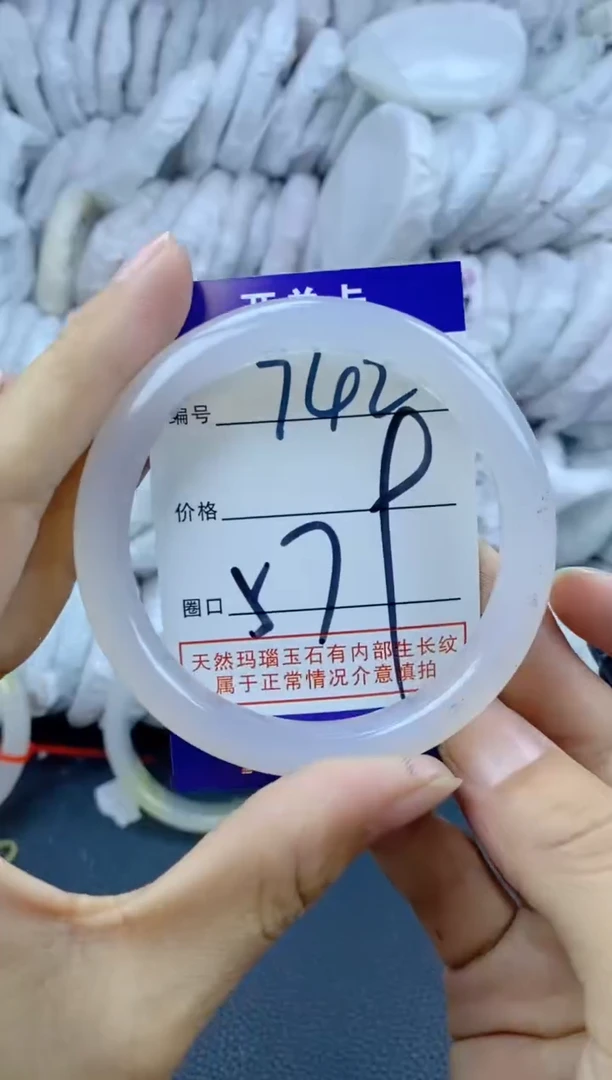 编号 742
价格
圈口 57
天然玛瑙玉石有内部生长纹
属于正常情况介意慎拍